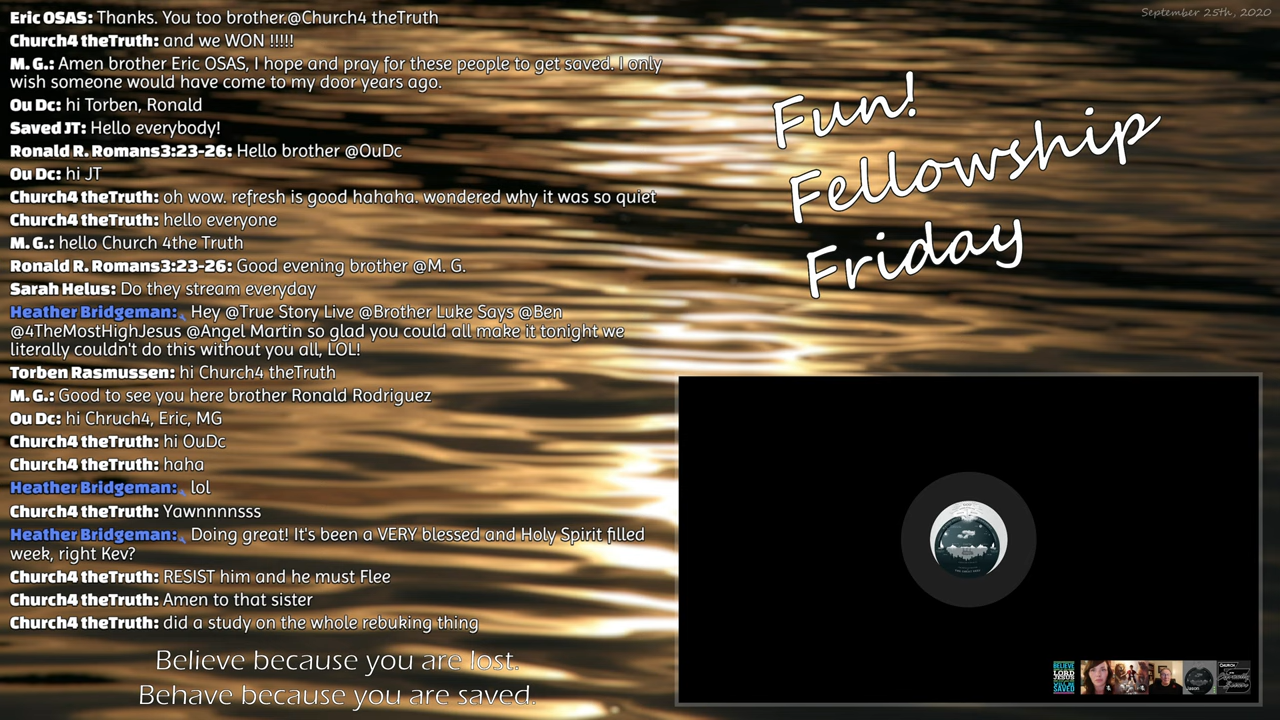 Eric OSAS: Thanks. You too brother.@Church4 theTruth
Church4 theTruth: and we WON !!!!!
M. G.: Amen brother Eric OSAS, I hope and pray for these people to get saved. I only
wish someone would have come to my door years ago.
Ou Dc: hi Torben, Ronald
Saved JT: Hello everybody!
Ronald R. Romans3:23-26: Hello brother @OuDc
Ou Dc: hi JT
Church4 theTruth: oh wow. refresh is good hahaha. wondered why it was so quiet
Church4 theTruth: hello everyone
M. G.: hello Church 4the Truth
Ronald R. Romans3:23-26: Good evening brother @M. G.
Sarah Helus: Do they stream everyday
Heather Bridgeman: Hey @True Story Live @Brother Luke Says @Ben
@4TheMostHighJesus @Angel Martin so glad you could all make it tonight we
literally couldn't do this without you all, LOL!
Torben Rasmussen: hi Church4 theTruth
M. G.: Good to see you here brother Ronald Rodriguez
Ou Dc: hi Chruch4, Eric, MG
Church4 theTruth: hi OuDc
Church4 theTruth: haha
Heather Bridgeman: lol
Church4 theTruth: Yawnnnnsss
Heather Bridgeman: Doing great! It's been a VERY blessed and Holy Spirit filled
week, right Kev?
Church4 theTruth: RESIST him and he must Flee
Church4 theTruth: Amen to that sister
Church4 theTruth: did a study on the whole rebuking thing
Believe because you are lost.
Behave because you are saved.
September 25th, 2020
Fun!
Fellowship
Friday
BELIEVE
LORD
JESUS
SAVED
Jason
CHURCH